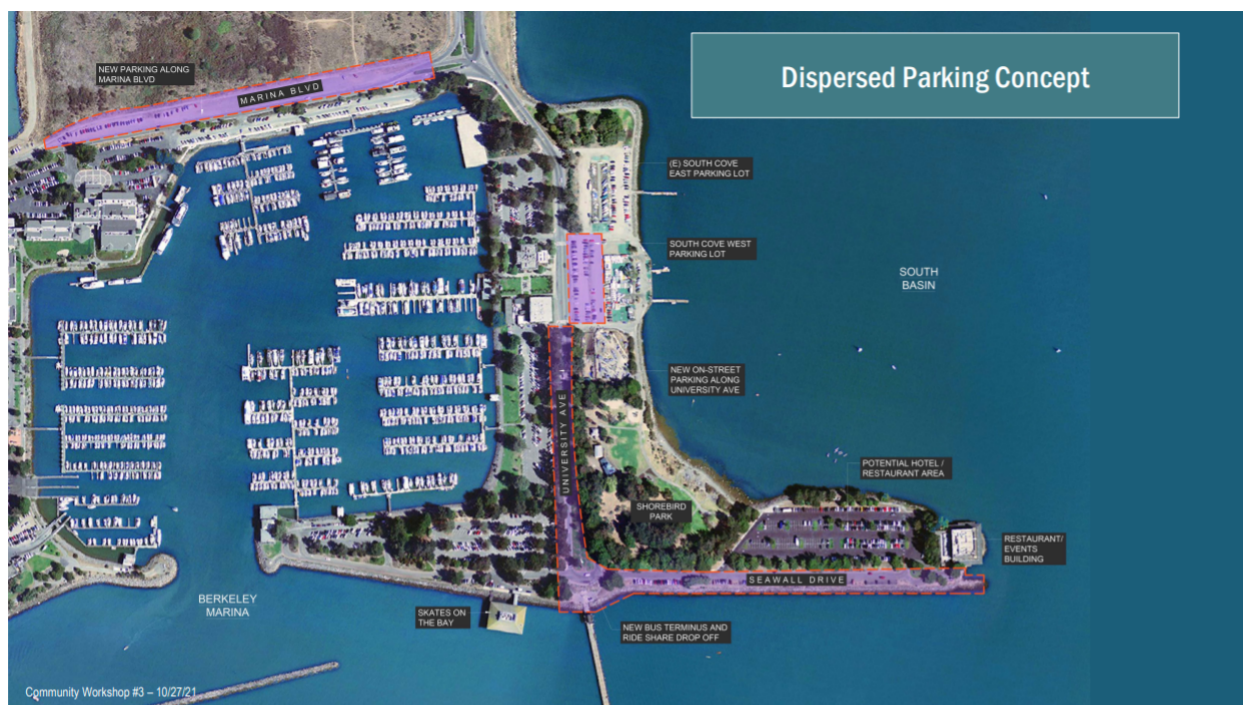 Dispersed Parking Concept
NEW PARKING ALONG
MARINA BLVD
MARINA BLVD
(E) SOUTH COVE
EAST PARKING LOT
SOUTH COVE WEST
PARKING LOT
SOUTH
BASIN
NEW ON-STREET
PARKING ALONG
UNIVERSITY AVE
UNIVERSITY AVE
POTENTIAL HOTEL /
RESTAURANT AREA
SHOREBIRD
PARK
RESTAURANT/
EVENTS
BUILDING
SEAWALL DRIVE
BERKELEY
MARINA
SKATES ON
THE BAY
NEW BUS TERMINUS AND
RIDE SHARE DROP OFF
Community Workshop #3 – 10/27/21